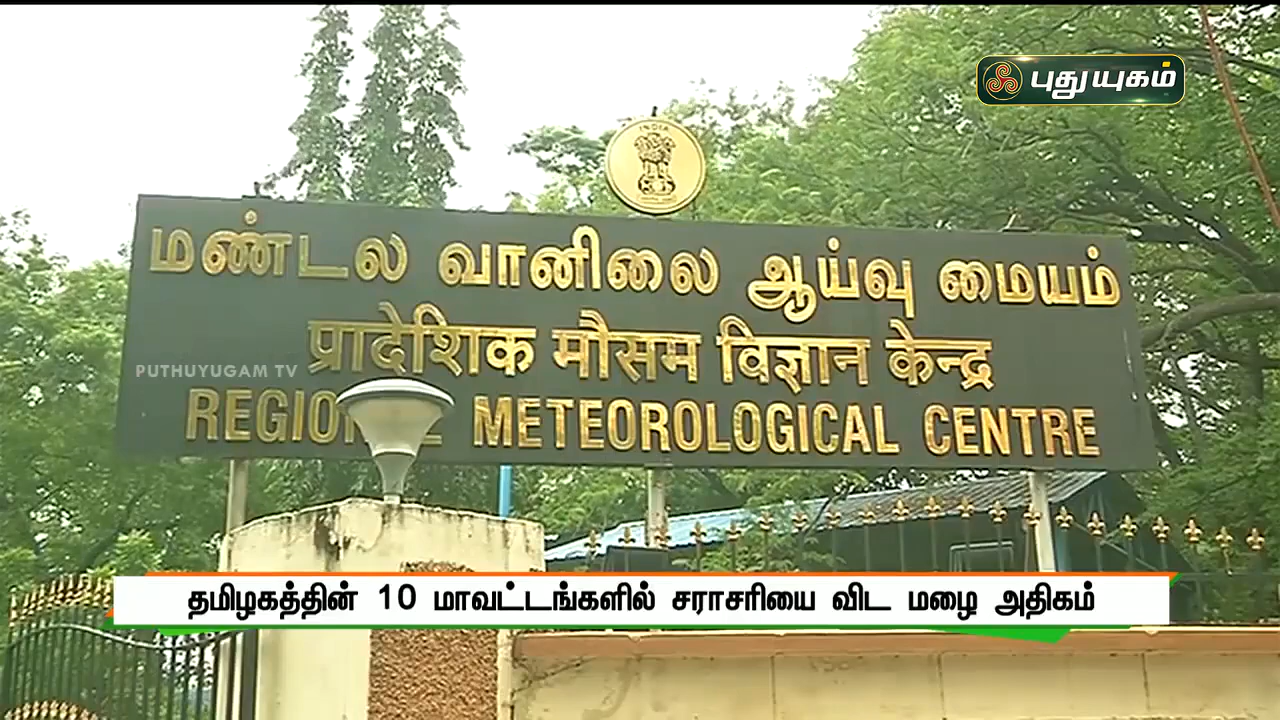 புதுயுகம்
INDIA
மண்டல வானிலை ஆய்வு மையம்
प्रादेशिक मौसम विज्ञान केन्द्र
PUTHUYUGAM TV
METEOROLOGICAL CENTRE
தமிழகத்தின் 10 மாவட்டங்களில் சராசரியை விட மழை அதிகம்